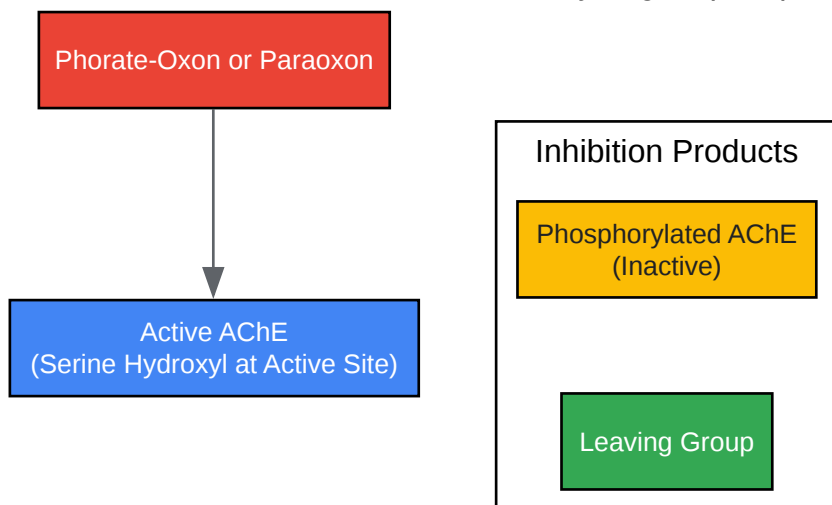 Phorate-Oxon or Paraoxon
Inhibition Products
Phosphorylated AChE
(Inactive)
Active AChE
(Serine Hydroxyl at Active Site)
Leaving Group